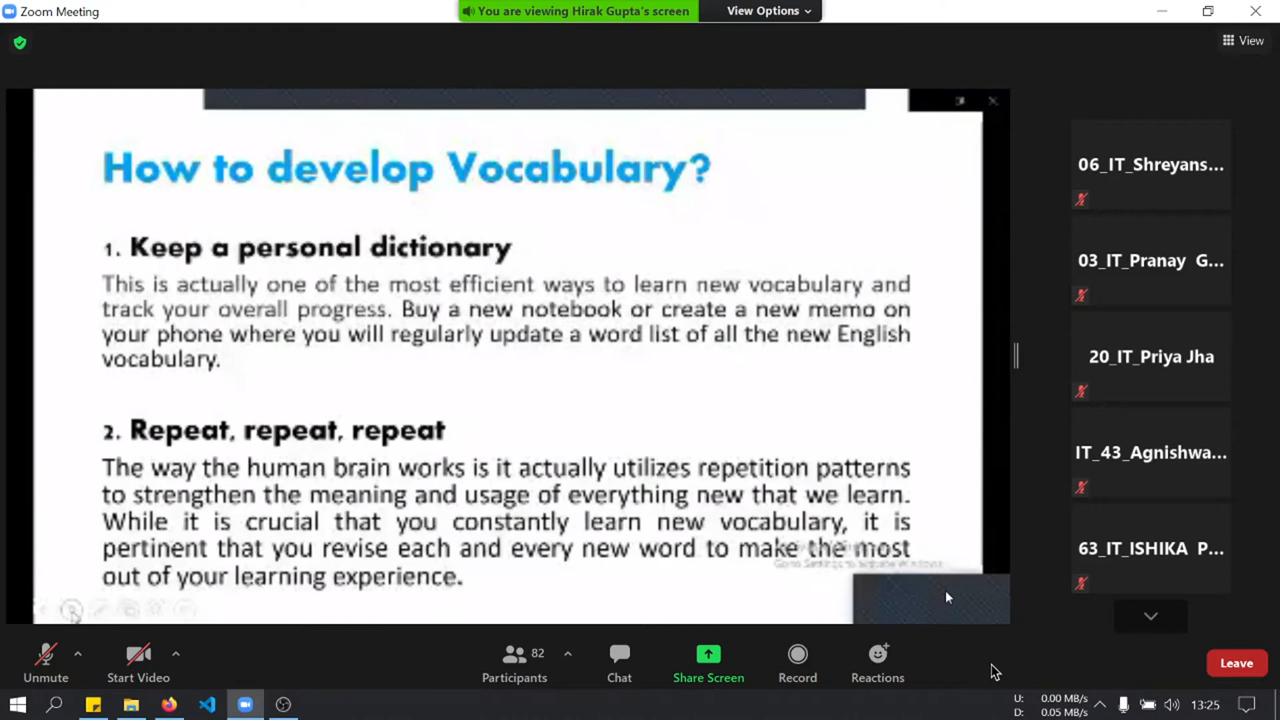 Zoom Meeting
You are viewing Hirak Gupta's screen
View Options
View
How to develop Vocabulary?
1. Keep a personal dictionary
This is actually one of the most efficient ways to learn new vocabulary and
track your overall progress. Buy a new notebook or create a new memo on
your phone where you will regularly update a word list of all the new English
vocabulary.
2. Repeat, repeat, repeat
The way the human brain works is it actually utilizes repetition patterns
to strengthen the meaning and usage of everything new that we learn.
While it is crucial that you constantly learn new vocabulary, it is
pertinent that you revise each and every new word to make the most
out of your learning experience.
Go to Settings to activate Windows.
06_IT_Shreyans...
03_IT_Pranay G...
20_IT_Priya Jha
IT_43_Agnishwa...
63_IT_ISHIKA P...
Unmute
Start Video
82
Participants
Chat
Share Screen
Record
Reactions
Leave
U: 0.00 MB/s
D: 0.05 MB/s
13:25